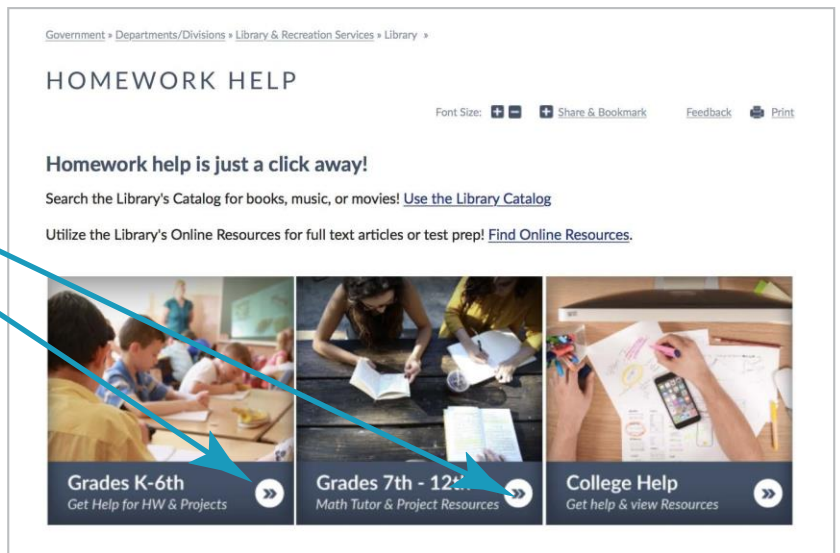 Government » Departments/Divisions » Library & Recreation Services » Library »
HOMEWORK HELP
Font Size: + - + Share & Bookmark Feedback Print
Homework help is just a click away!
Search the Library's Catalog for books, music, or movies! Use the Library Catalog
Utilize the Library's Online Resources for full text articles or test prep! Find Online Resources.
Grades K-6th
Get Help for HW & Projects
»
Grades 7th - 12th
Math Tutor & Project Resources
»
College Help
Get help & view Resources
»